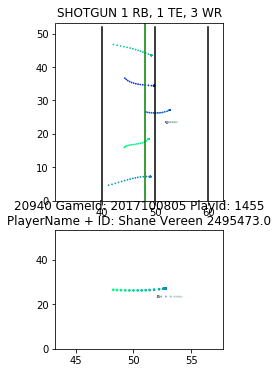 SHOTGUN 1 RB, 1 TE, 3 WR
50
40
30
20
10
0
40 50 60
20940 GameId: 2017100805 PlayId: 1455
PlayerName + ID: Shane Vereen 2495473.0
40
20
0
45 50 55